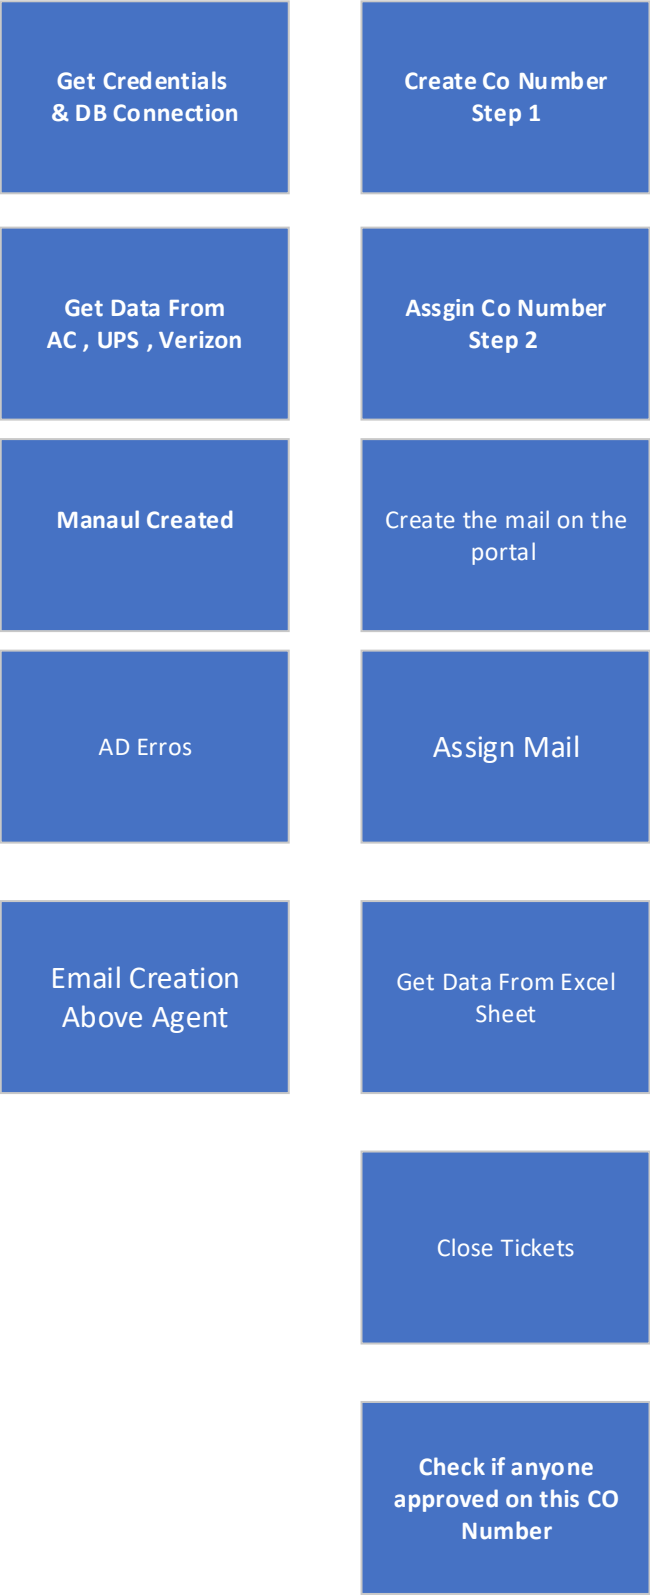 Get Credentials
& DB Connection
Create Co Number
Step 1
Get Data From
AC , UPS , Verizon
Assgin Co Number
Step 2
Manaul Created
Create the mail on the
portal
AD Erros
Assign Mail
Email Creation
Above Agent
Get Data From Excel
Sheet
Close Tickets
Check if anyone
approved on this CO
Number